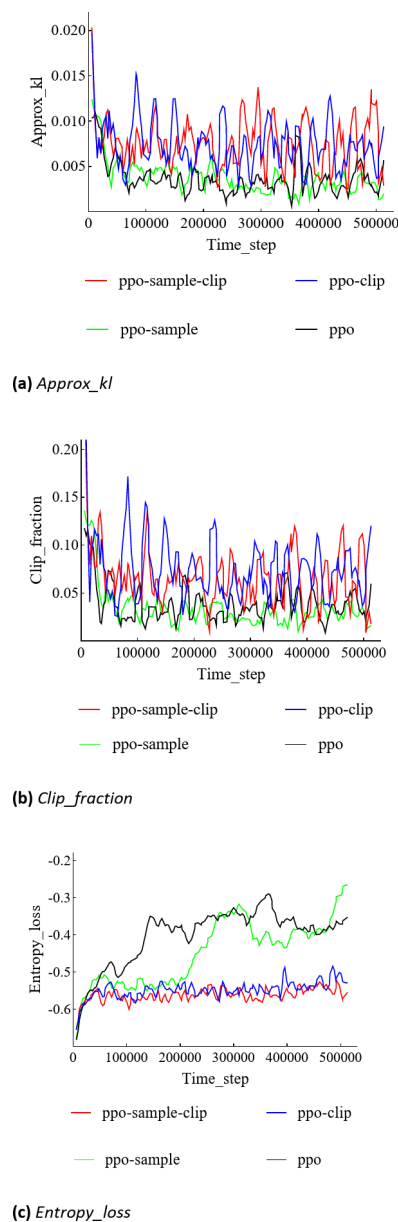 0.020
0.015
0.010
0.005
Approx_kl
0 100000 200000 300000 400000 500000
Time_step
ppo-sample-clip ppo-clip
ppo-sample ppo
(a) Approx_kl
0.20
0.15
0.10
0.05
Clip_fraction
0 100000 200000 300000 400000 500000
Time_step
ppo-sample-clip ppo-clip
ppo-sample ppo
(b) Clip_fraction
-0.2
-0.3
-0.4
-0.5
-0.6
Entropy_loss
0 100000 200000 300000 400000 500000
Time_step
ppo-sample-clip ppo-clip
ppo-sample ppo
(c) Entropy_loss